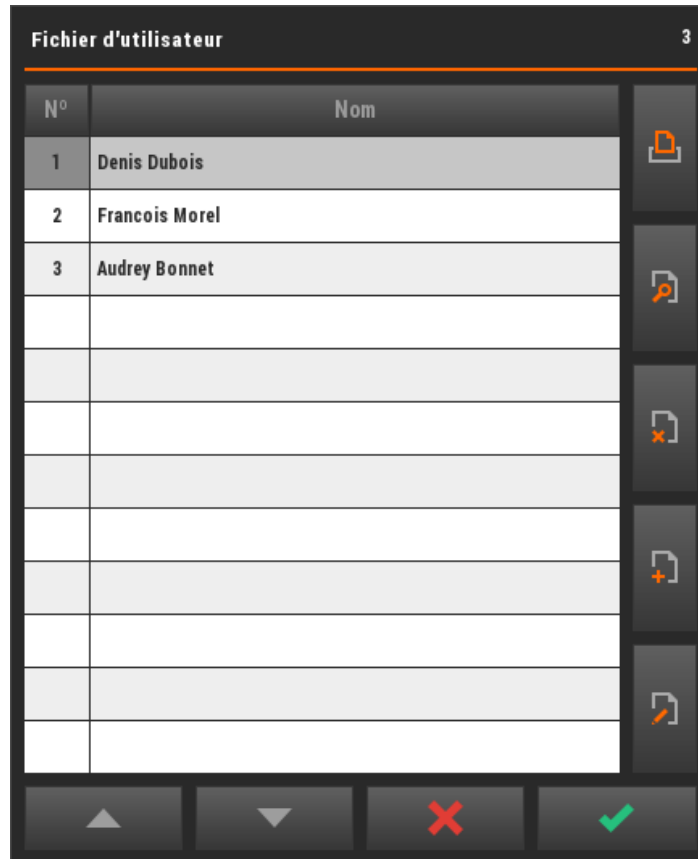 Fichier d'utilisateur 3
Nº Nom
1 Denis Dubois
2 Francois Morel
3 Audrey Bonnet